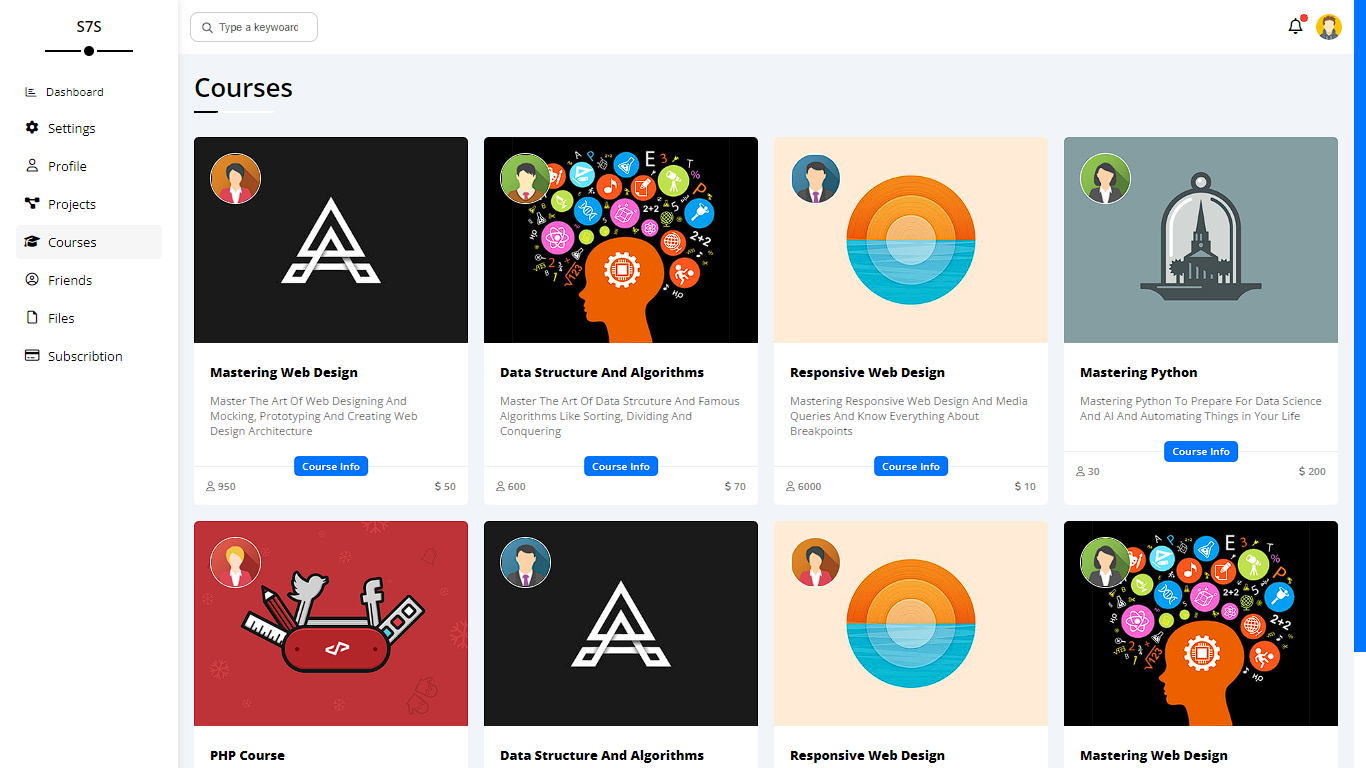 S7S
Type a keywoard
Dashboard
Settings
Profile
Projects
Courses
Friends
Files
Subscribtion
Courses
Mastering Web Design
Master The Art Of Web Designing And
Mocking, Prototyping And Creating Web
Design Architecture
Course Info
950
$ 50
Data Structure And Algorithms
Master The Art Of Data Strcuture And Famous
Algorithms Like Sorting, Dividing And
Conquering
Course Info
600
$ 70
Responsive Web Design
Mastering Responsive Web Design And Media
Queries And Know Everything About
Breakpoints
Course Info
6000
$ 10
Mastering Python
Mastering Python To Prepare For Data Science
And AI And Automating Things in Your Life
Course Info
30
$ 200
</>
PHP Course
Data Structure And Algorithms
Responsive Web Design
Mastering Web Design